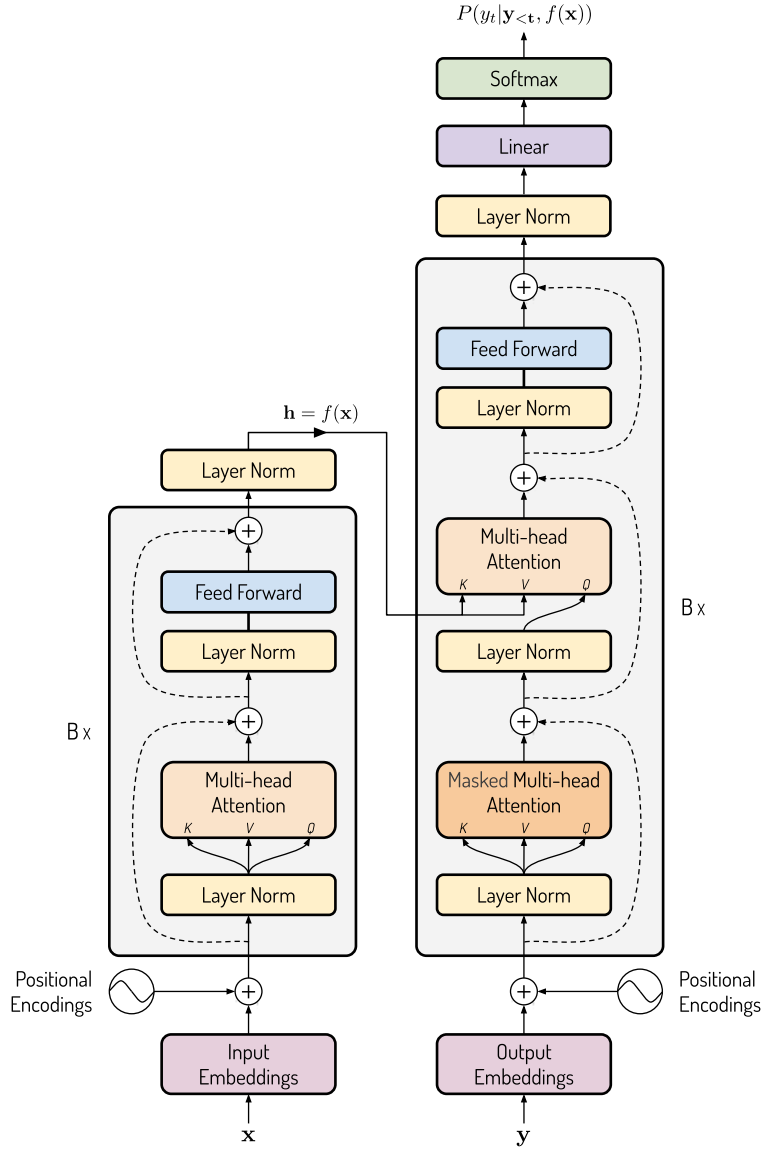 P(y_t|y_{<t}, f(x))
Softmax
Linear
Layer Norm
Feed Forward
Layer Norm
Multi-head
Attention
K V Q
Layer Norm
B x
Masked Multi-head
Attention
K V Q
Layer Norm
Positional
Encodings
Output
Embeddings
y
h = f(x)
Layer Norm
Feed Forward
Layer Norm
B x
Multi-head
Attention
K V Q
Layer Norm
Positional
Encodings
Input
Embeddings
x